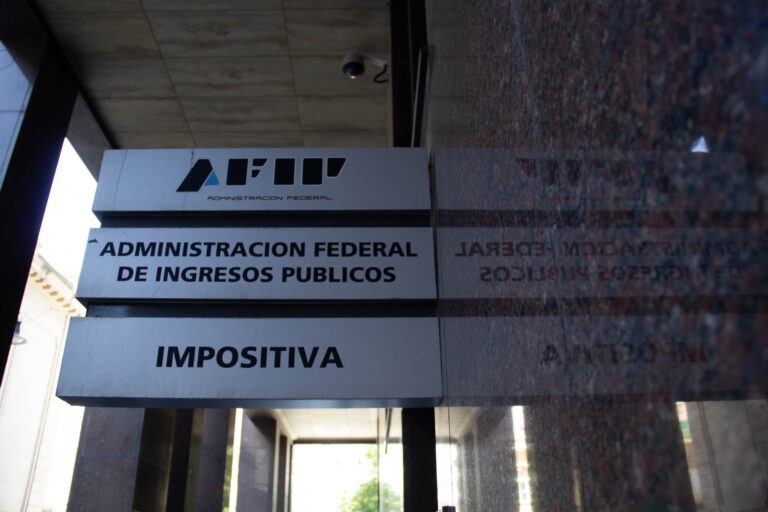 AFIP
ADMINISTRACION FEDERAL
ADMINISTRACION FEDERAL
DE INGRESOS PUBLICOS
IMPOSITIVA